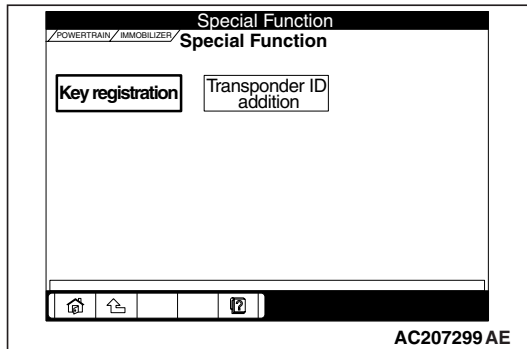 Special Function
POWERTRAIN / IMMOBILIZER /
Special Function
Key registration
Transponder ID
addition
?
AC207299 AE